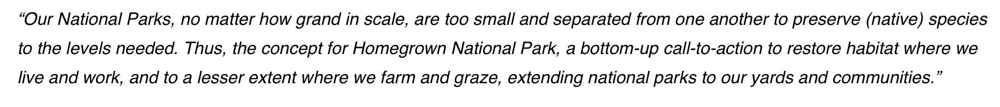 “Our National Parks, no matter how grand in scale, are too small and separated from one another to preserve (native) species
to the levels needed. Thus, the concept for Homegrown National Park, a bottom-up call-to-action to restore habitat where we
live and work, and to a lesser extent where we farm and graze, extending national parks to our yards and communities.”